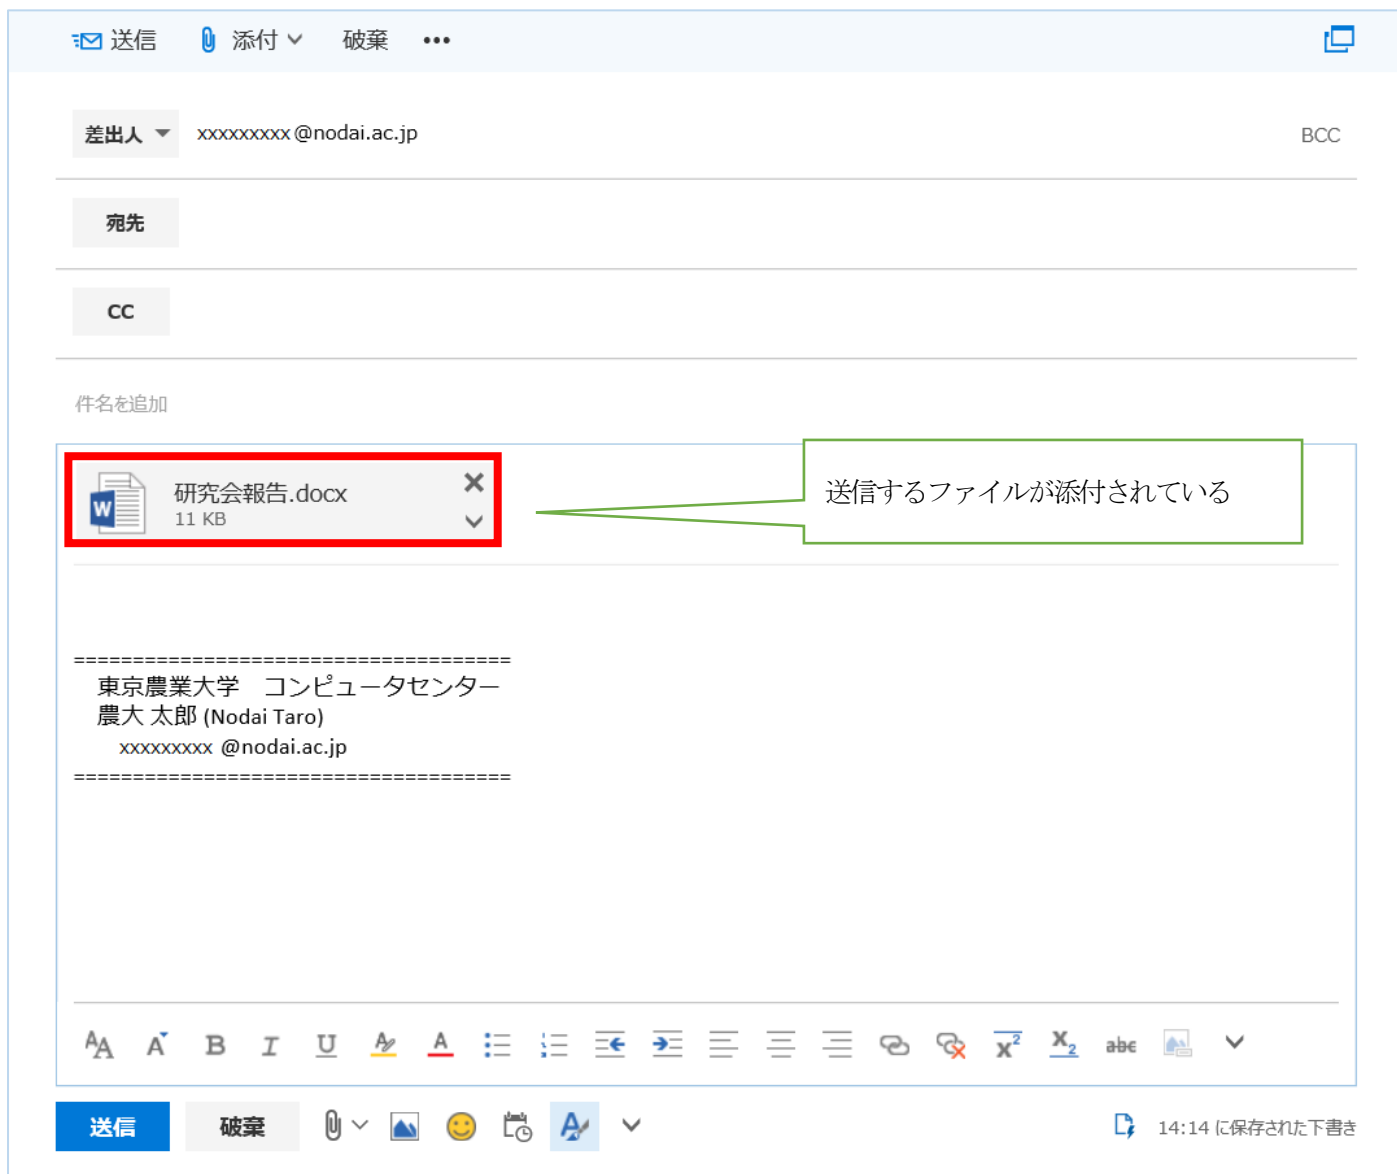 送信 添付 破棄 •••
差出人 xxxxxxxxx@nodai.ac.jp BCC
宛先
CC
件名を追加
研究会報告.docx
11 KB
送信するファイルが添付されている
=====================================
東京農業大学　コンピュータセンター
農大 太郎 (Nodai Taro)
xxxxxxxxx @nodai.ac.jp
=====================================
AA A B I U A A x² X₂ abc
送信 破棄 A 14:14 に保存された下書き